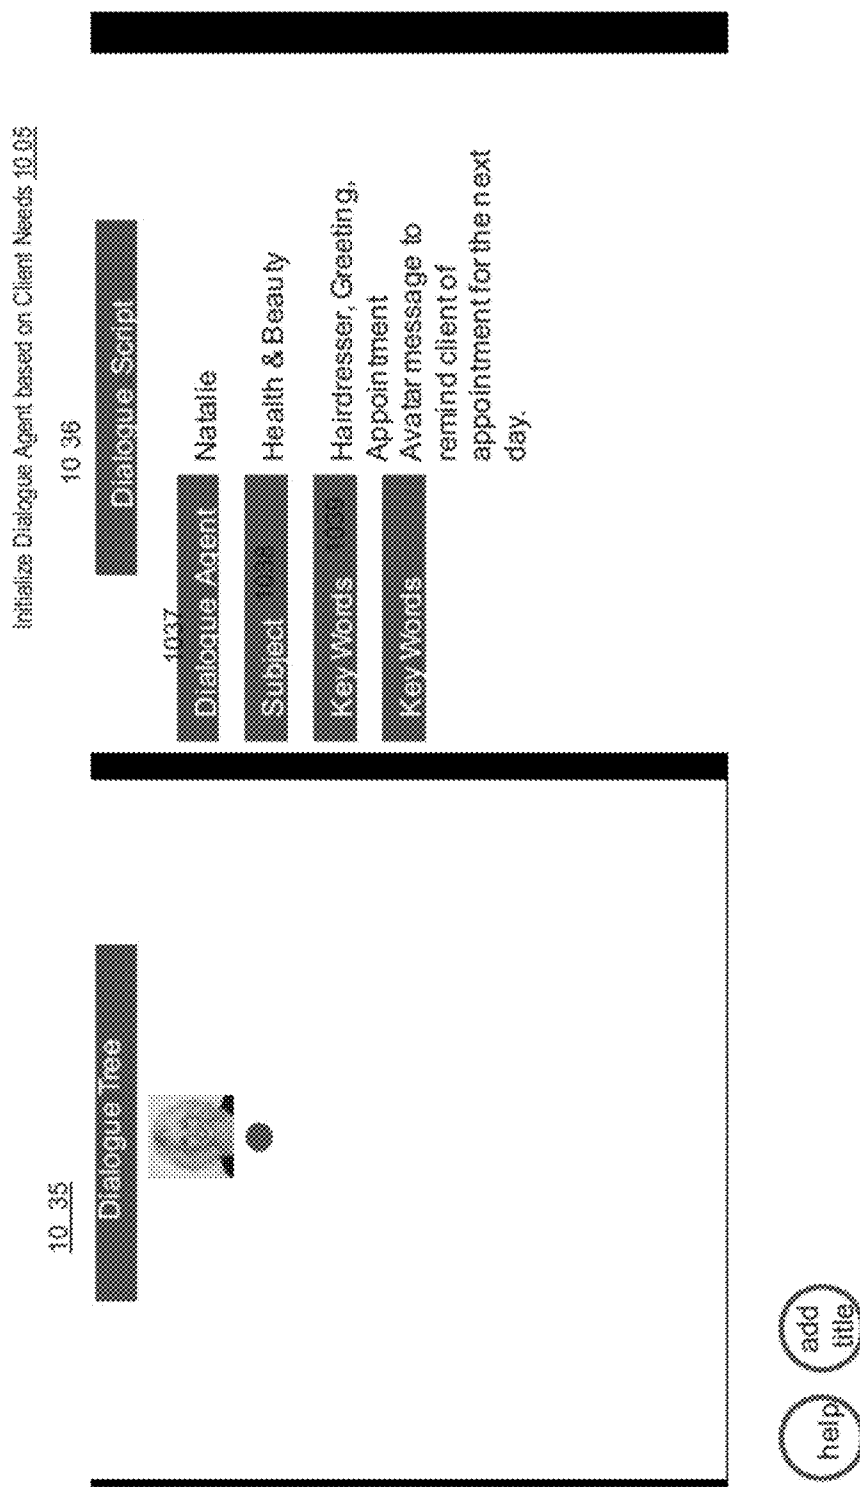 Initialize Dialogue Agent based on Client Needs 10 05
10 35
10 36
Dialogue Tree
Dialogue Script
1037
Dialogue Agent
Natalie
Subject
Health & Beauty
Key Words
Hairdresser, Greeting,
Appointment
Key Words
Avatar message to
remind client of
appointment for the next
day.
help
add
title